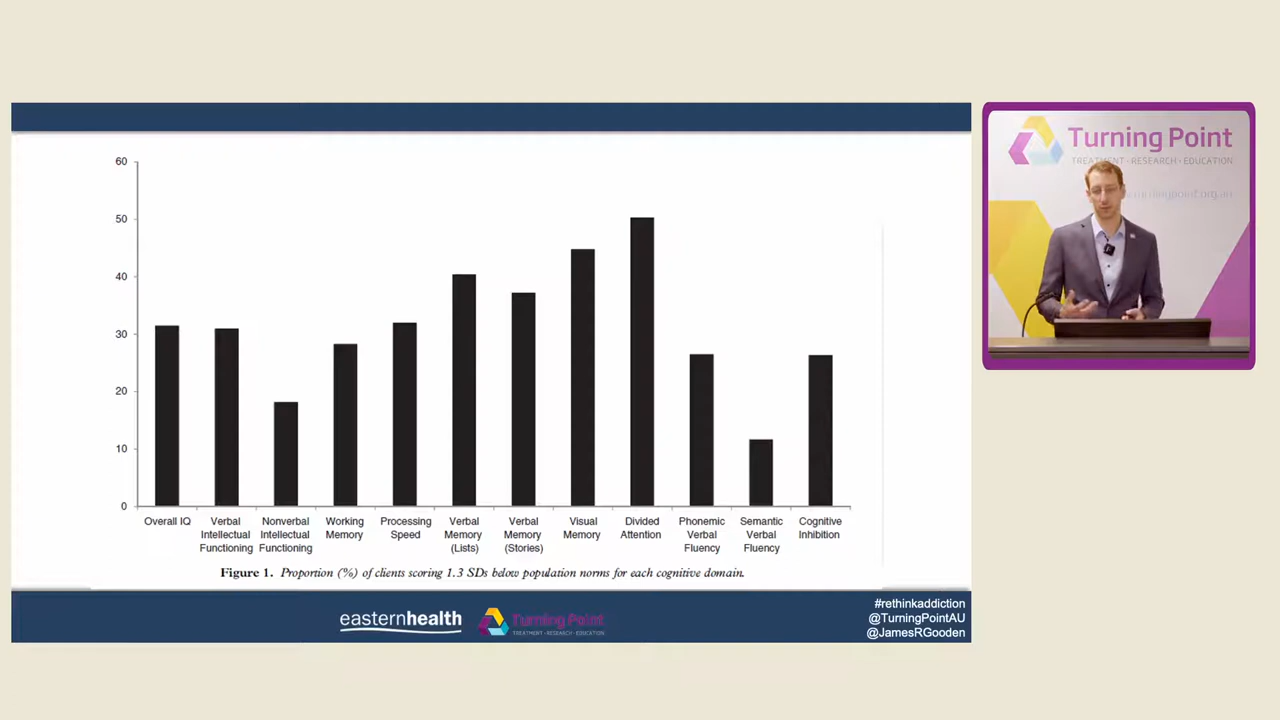 60
50
40
30
20
10
0
Overall IQ
Verbal
Intellectual
Functioning
Nonverbal
Intellectual
Functioning
Working
Memory
Processing
Speed
Verbal
Memory
(Lists)
Verbal
Memory
(Stories)
Visual
Memory
Divided
Attention
Phonemic
Verbal
Fluency
Semantic
Verbal
Fluency
Cognitive
Inhibition
Figure 1. Proportion (%) of clients scoring 1.3 SDs below population norms for each cognitive domain.
easternhealth
Turning Point
TREATMENT • RESEARCH • EDUCATION
#rethinkaddiction
@TurningPointAU
@JamesRGooden
Turning Point
TREATMENT • RESEARCH • EDUCATION